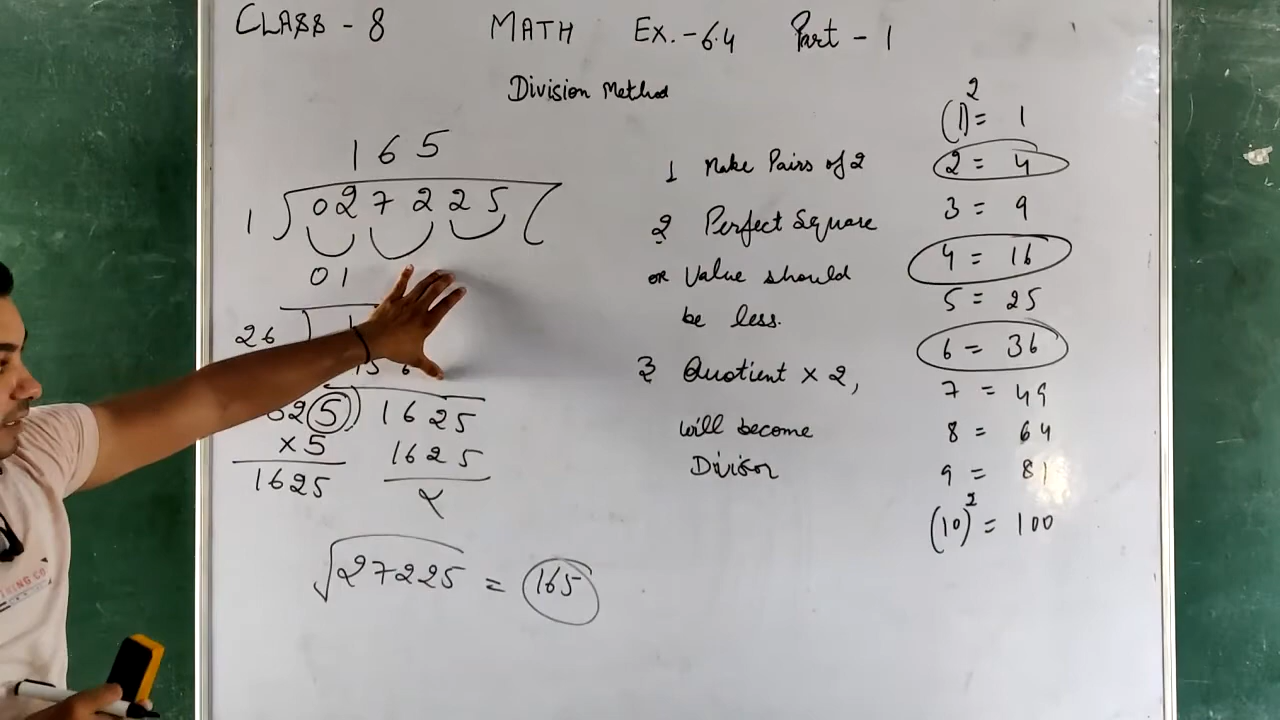 CLASS - 8 MATH Ex. - 6.4 Part - 1
Division Method
165
1 027225
01
26 1
156
325 1625
×5 1625
1625 ×
√27225 = 165
1 Make Pairs of 2
2 Perfect Square
or Value should
be less.
3 Quotient × 2,
will become
Divisor
(1)² = 1
2 = 4
3 = 9
4 = 16
5 = 25
6 = 36
7 = 49
8 = 64
9 = 81
(10)² = 100